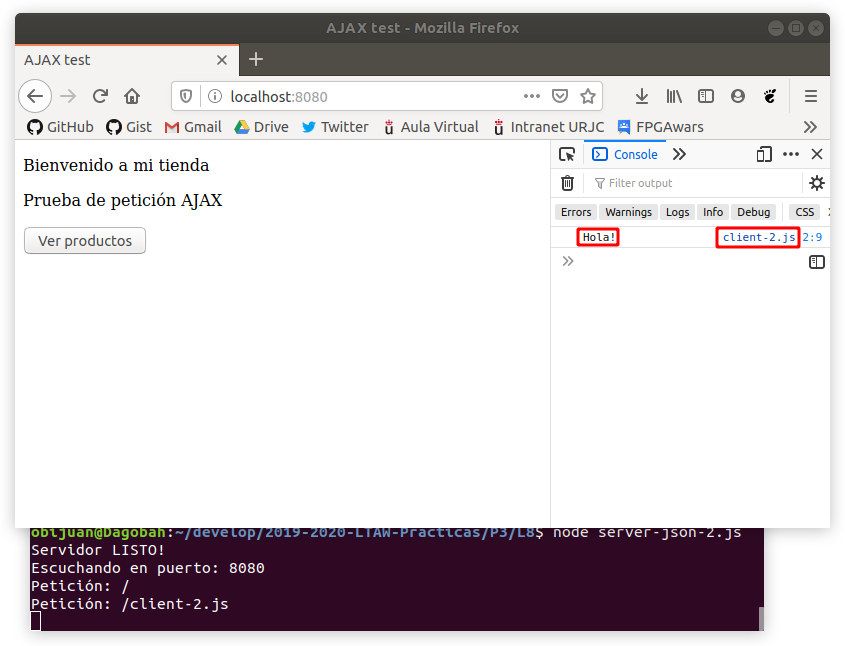 AJAX test - Mozilla Firefox
AJAX test
localhost:8080
GitHub Gist Gmail Drive Twitter Aula Virtual Intranet URJC FPGAwars
Bienvenido a mi tienda
Prueba de petición AJAX
Ver productos
Console
Filter output
Errors Warnings Logs Info Debug CSS
Hola! client-2.js:2:9
obijuan@Dagobah:~/develop/2019-2020-LTAW-Practicas/P3/L8$ node server-json-2.js
Servidor LISTO!
Escuchando en puerto: 8080
Petición: /
Petición: /client-2.js